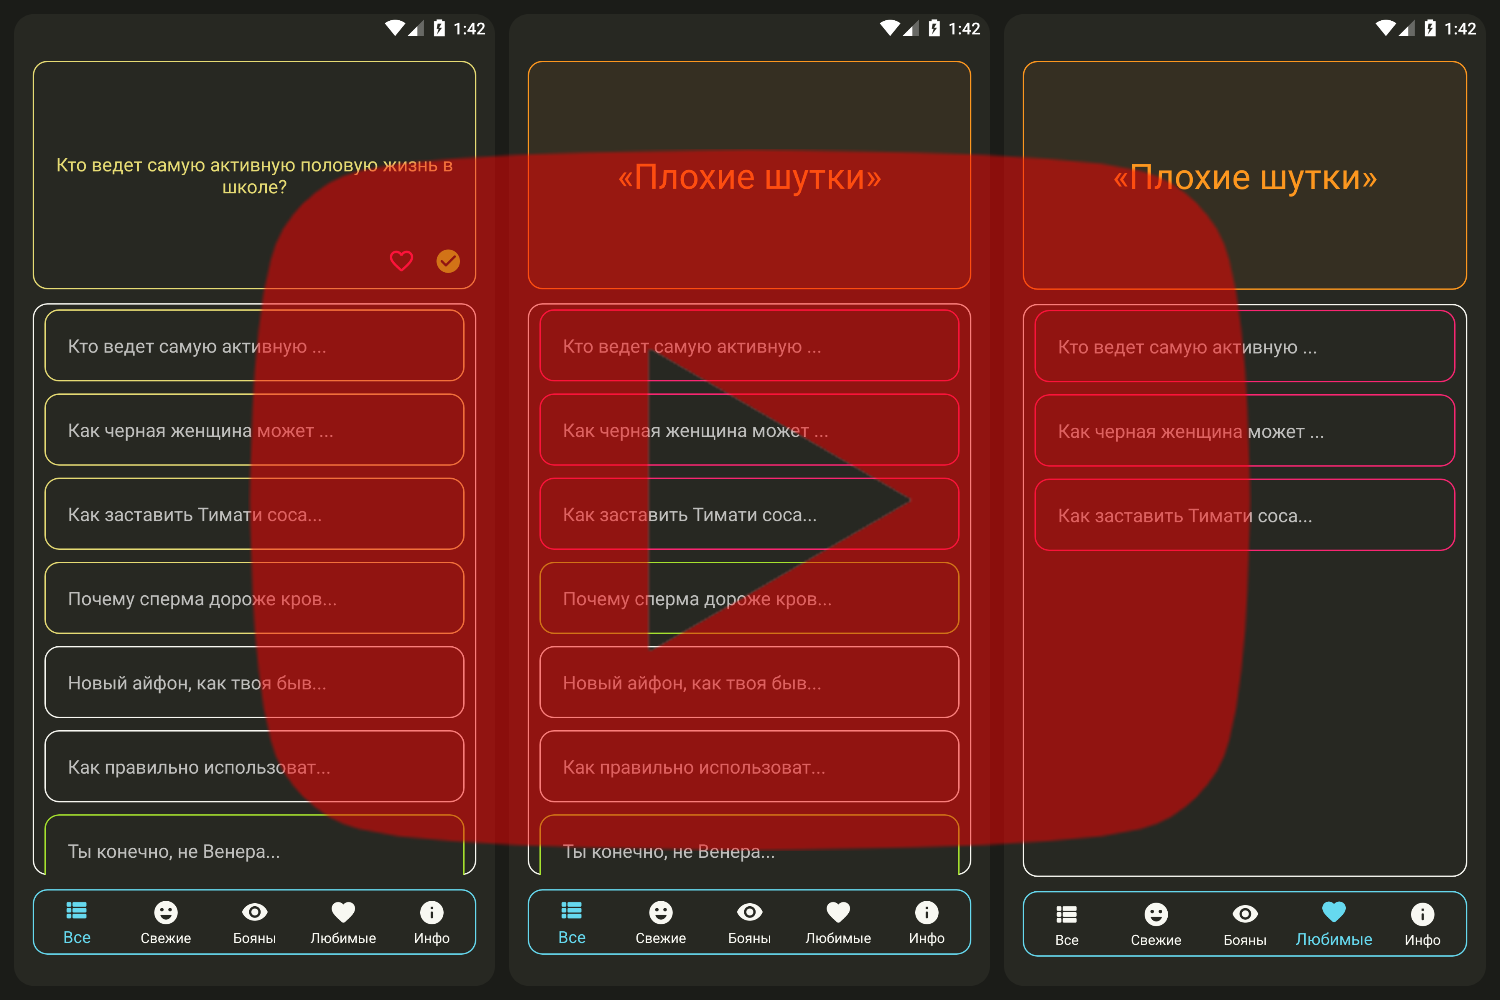 1:42
Кто ведет самую активную половую жизнь в
школе?
Кто ведет самую активную ...
Как черная женщина может ...
Как заставить Тимати соса...
Почему сперма дороже кров...
Новый айфон, как твоя быв...
Как правильно использоват...
Ты конечно, не Венера...
Все
Свежие
Бояны
Любимые
Инфо
1:42
«Плохие шутки»
Кто ведет самую активную ...
Как черная женщина может ...
Как заставить Тимати соса...
Почему сперма дороже кров...
Новый айфон, как твоя быв...
Как правильно использоват...
Ты конечно, не Венера...
Все
Свежие
Бояны
Любимые
Инфо
1:42
«Плохие шутки»
Кто ведет самую активную ...
Как черная женщина может ...
Как заставить Тимати соса...
Все
Свежие
Бояны
Любимые
Инфо